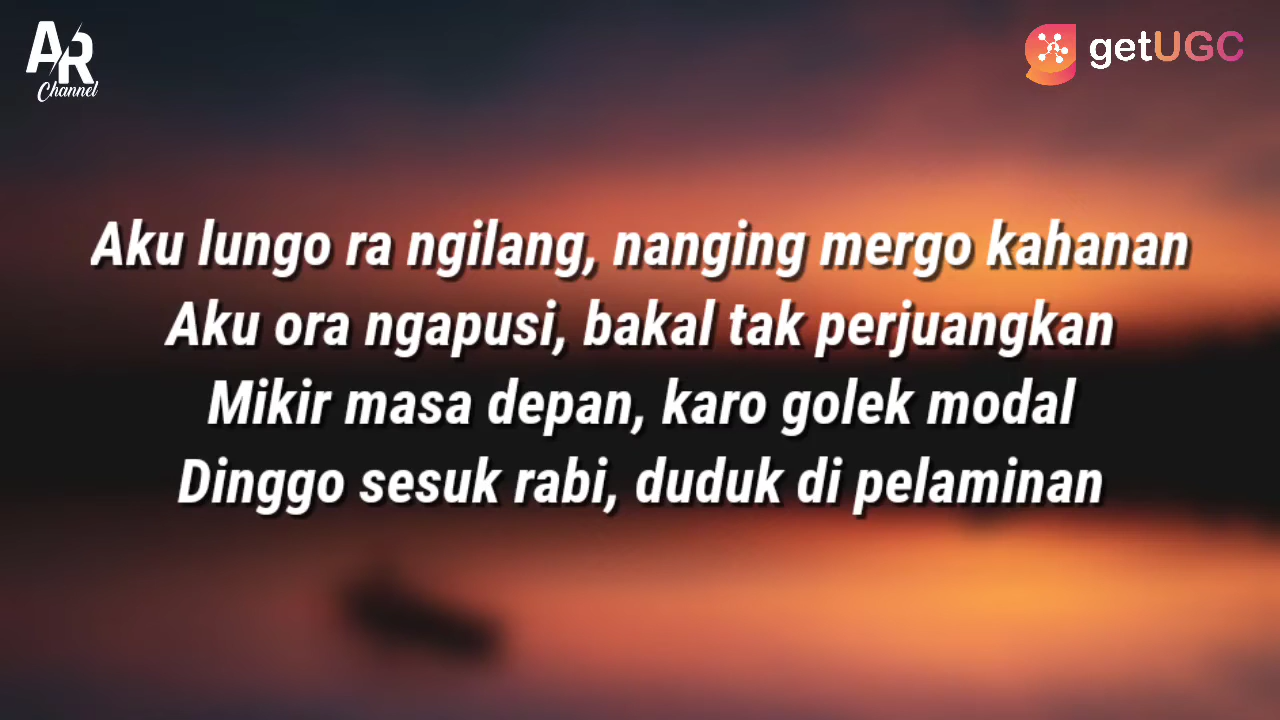 AR
Channel
getUGC
Aku lungo ra ngilang, nanging mergo kahanan
Aku ora ngapusi, bakal tak perjuangkan
Mikir masa depan, karo golek modal
Dinggo sesuk rabi, duduk di pelaminan